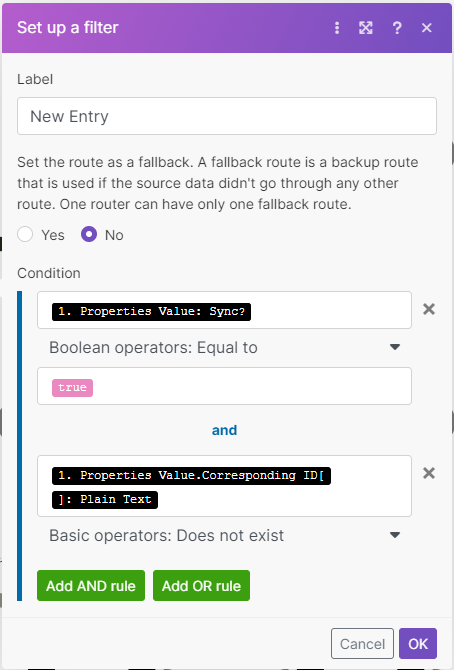 Set up a filter
Label
New Entry
Set the route as a fallback. A fallback route is a backup route
that is used if the source data didn't go through any other
route. One router can have only one fallback route.
Yes No
Condition
1. Properties Value: Sync?
Boolean operators: Equal to
true
and
1. Properties Value.Corresponding ID[
]: Plain Text
Basic operators: Does not exist
Add AND rule Add OR rule
Cancel OK